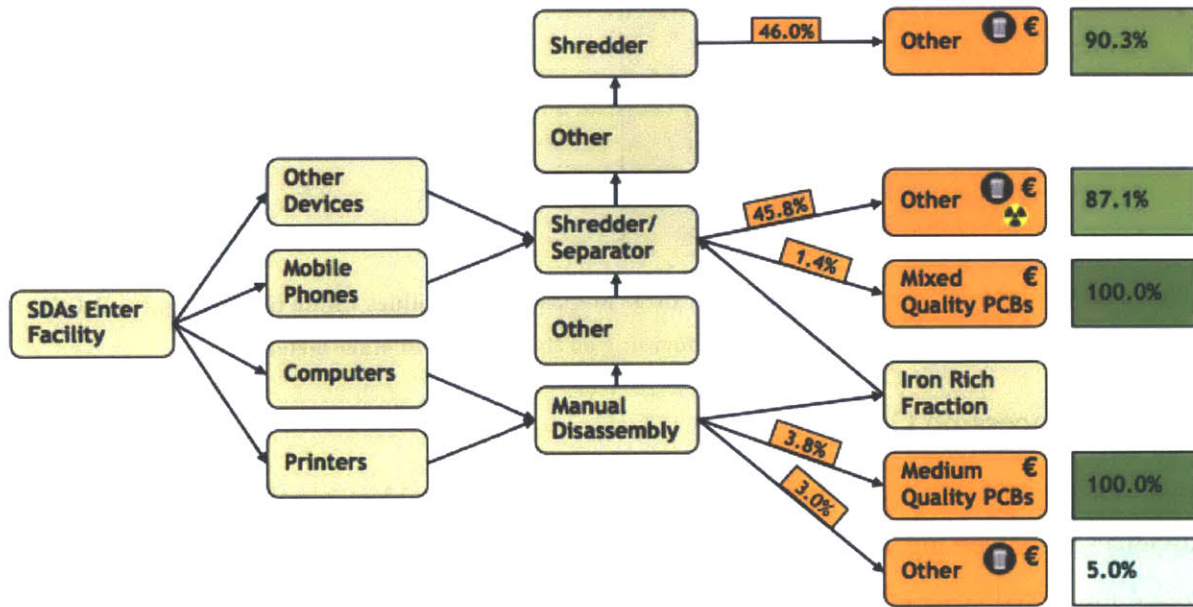 Shredder
46.0%
Other €
90.3%
Other
Other
Devices
45.8%
Other €
87.1%
Shredder/
Separator
1.4%
Mobile
Phones
Mixed €
Quality PCBs
100.0%
SDAs Enter
Facility
Other
Computers
Iron Rich
Fraction
Manual
Disassembly
Printers
3.8%
Medium €
Quality PCBs
100.0%
3.0%
Other €
5.0%